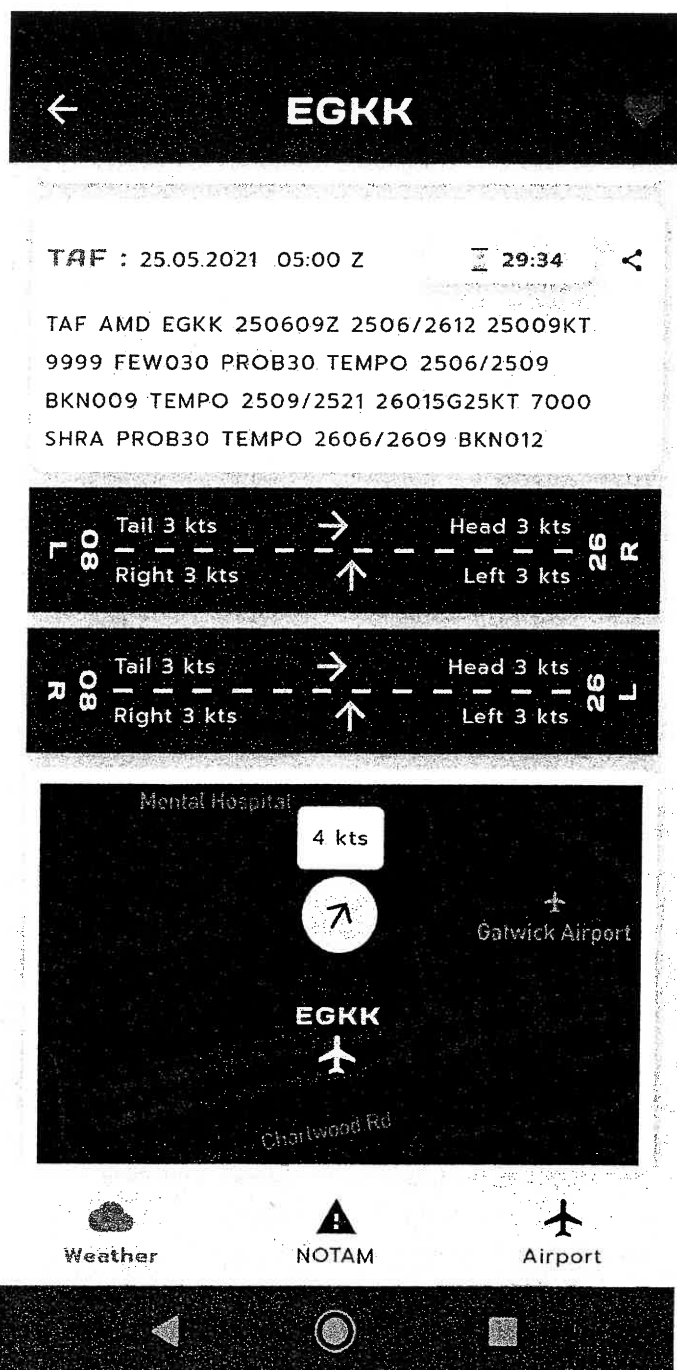 EGKK
TAF : 25.05.2021 05:00 Z 29:34
TAF AMD EGKK 250609Z 2506/2612 25009KT
9999 FEW030 PROB30 TEMPO 2506/2509
BKN009 TEMPO 2509/2521 26015G25KT 7000
SHRA PROB30 TEMPO 2606/2609 BKN012
08 L
Tail 3 kts
Head 3 kts
Right 3 kts
Left 3 kts
26 R
08 R
Tail 3 kts
Head 3 kts
Right 3 kts
Left 3 kts
26 L
Mental Hospital
4 kts
Gatwick Airport
EGKK
Charlwood Rd
Weather
NOTAM
Airport